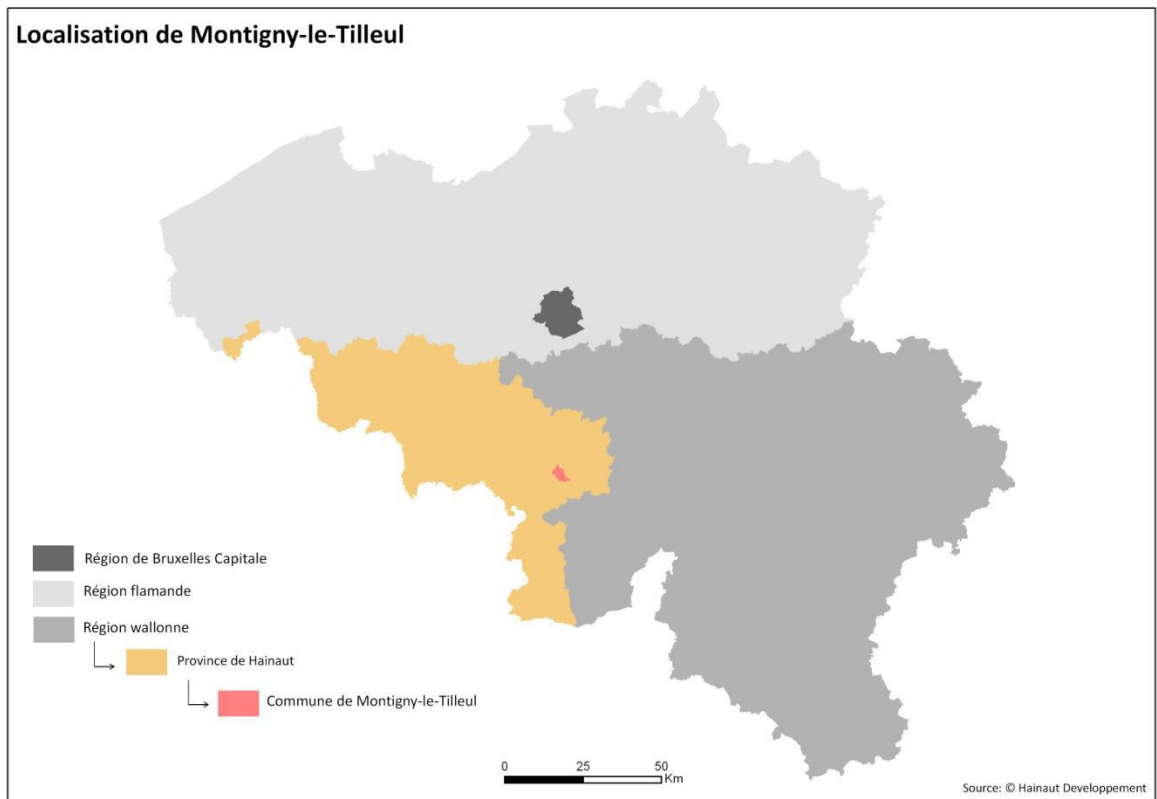 Localisation de Montigny-le-Tilleul
Région de Bruxelles Capitale
Région flamande
Région wallonne
Province de Hainaut
Commune de Montigny-le-Tilleul
0 25 50
Km
Source: © Hainaut Developpement